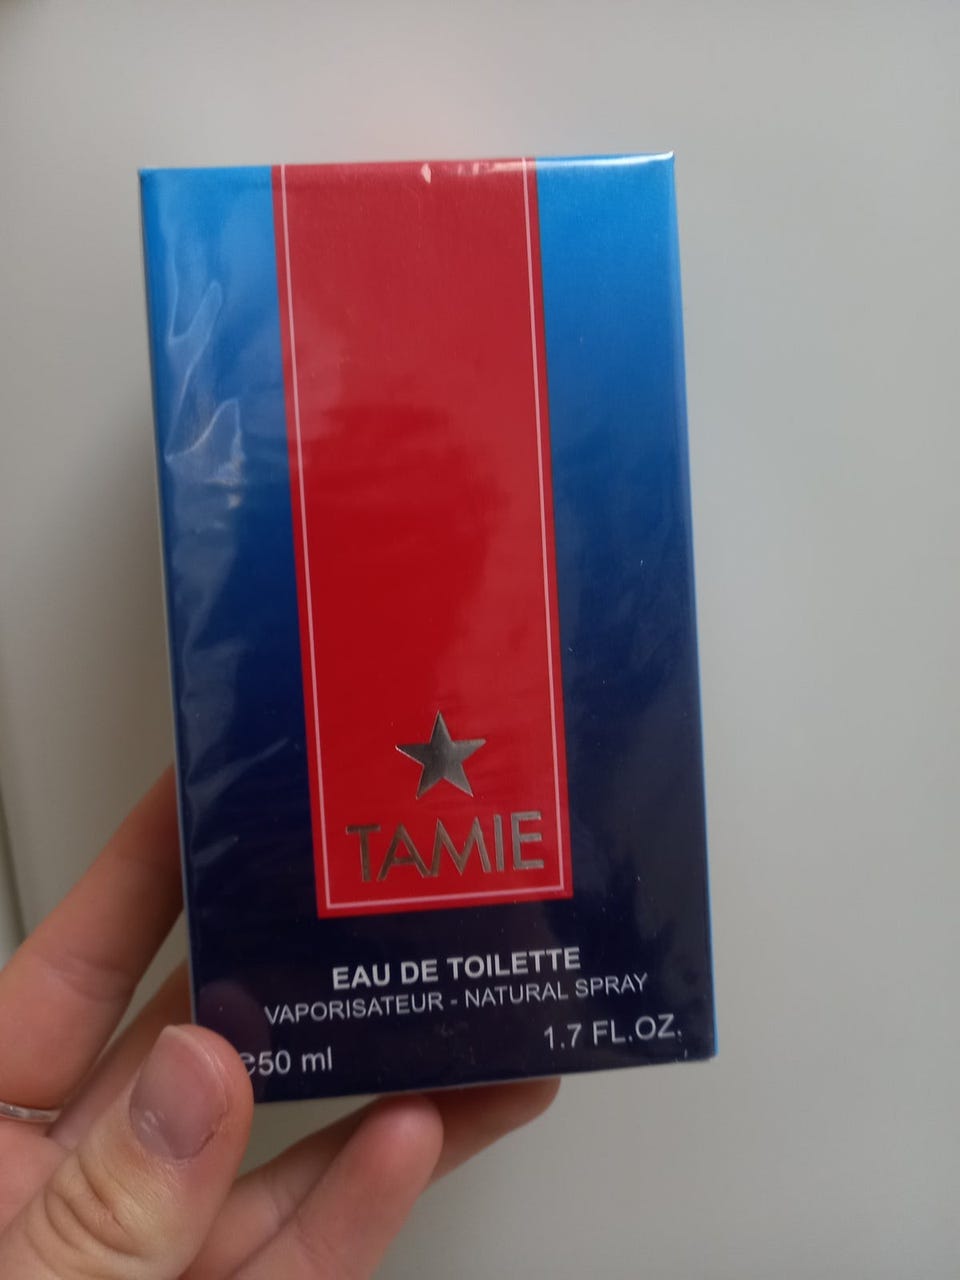 TAMIE
EAU DE TOILETTE
VAPORISATEUR - NATURAL SPRAY
℮50 ml 1.7 FL.OZ.